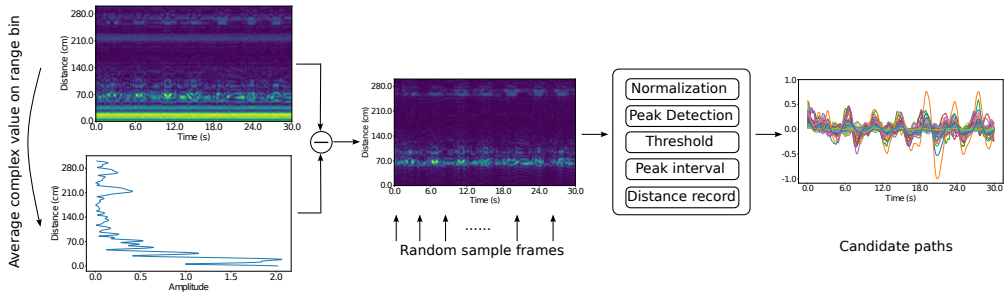 Average complex value on range bin
Distance (cm)
280.0
210.0
140.0
70.0
0.0
0.0 6.0 12.0 18.0 24.0 30.0
Time (s)
Distance (cm)
280.0
210.0
140.0
70.0
0.0
0.0 0.5 1.0 1.5 2.0
Amplitude
Distance (cm)
280.0
210.0
140.0
70.0
0.0
0.0 6.0 12.0 18.0 24.0 30.0
Time (s)
......
Random sample frames
Normalization
Peak Detection
Threshold
Peak interval
Distance record
1.0
0.5
0.0
-0.5
-1.0
0.0 6.0 12.0 18.0 24.0 30.0
Time (s)
Candidate paths